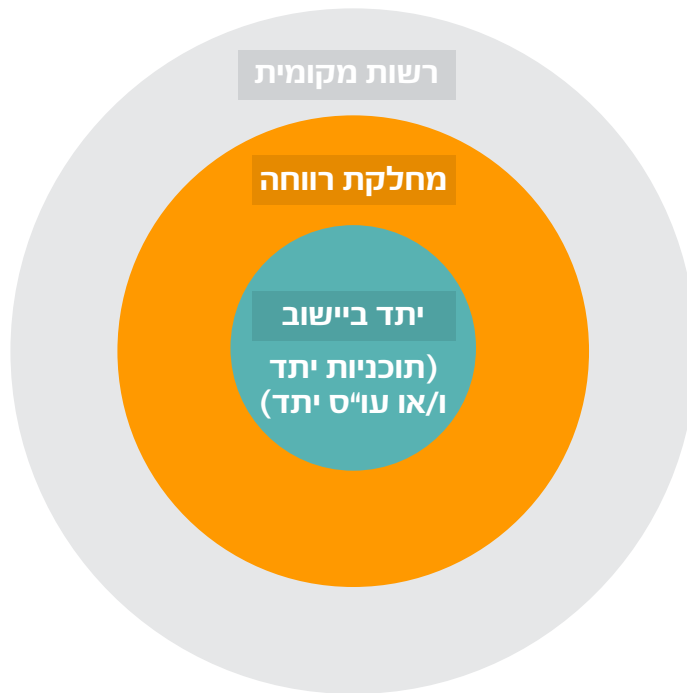 רשות מקומית
מחלקת רווחה
יתד ביישוב
(תוכניות יתד
ו/או עו״ס יתד)